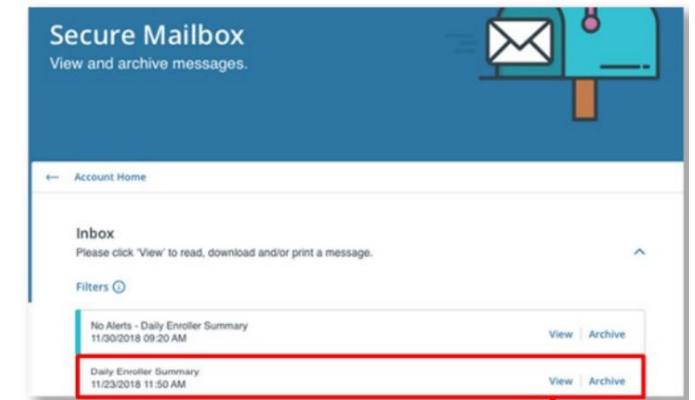 Secure Mailbox
View and archive messages.
← Account Home
Inbox
Please click 'View' to read, download and/or print a message.
Filters
No Alerts - Daily Enroller Summary
11/30/2018 09:20 AM
View | Archive
Daily Enroller Summary
11/23/2018 11:50 AM
View | Archive